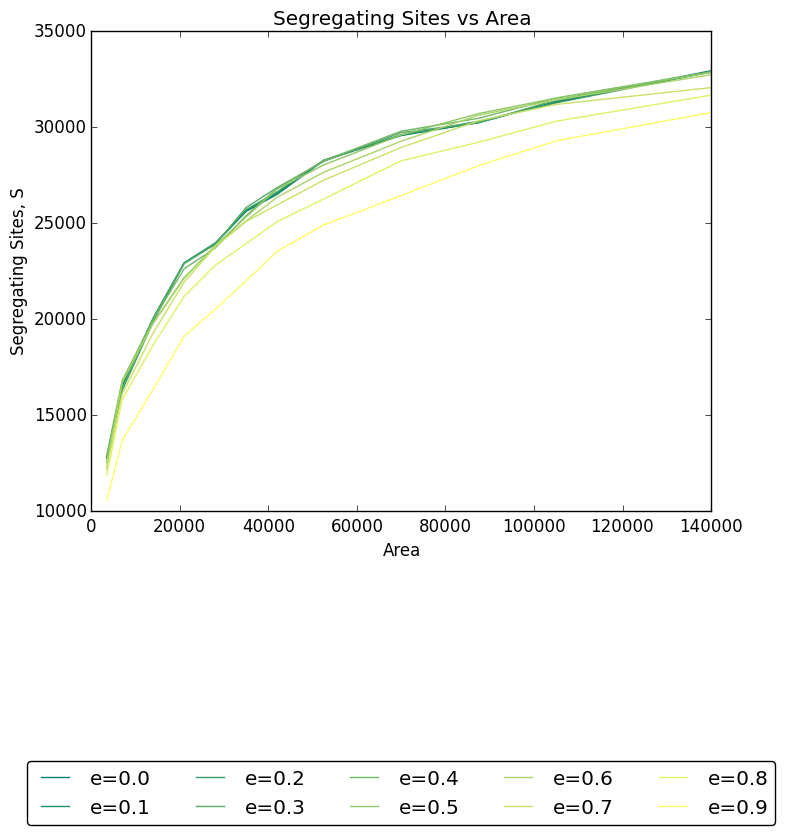 Segregating Sites vs Area
35000
30000
25000
20000
15000
10000
Segregating Sites, S
0 20000 40000 60000 80000 100000 120000 140000
Area
e=0.0 e=0.2 e=0.4 e=0.6 e=0.8
e=0.1 e=0.3 e=0.5 e=0.7 e=0.9